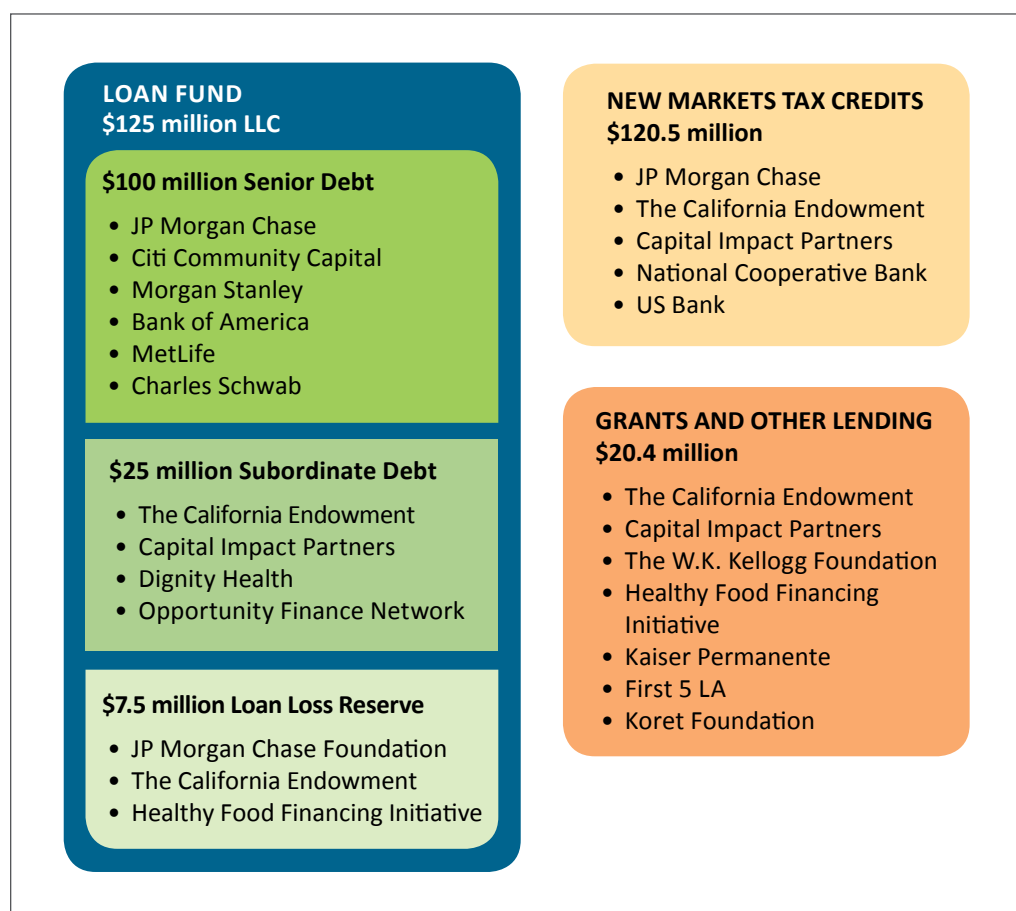 LOAN FUND
$125 million LLC
$100 million Senior Debt
• JP Morgan Chase
• Citi Community Capital
• Morgan Stanley
• Bank of America
• MetLife
• Charles Schwab
$25 million Subordinate Debt
• The California Endowment
• Capital Impact Partners
• Dignity Health
• Opportunity Finance Network
$7.5 million Loan Loss Reserve
• JP Morgan Chase Foundation
• The California Endowment
• Healthy Food Financing Initiative
NEW MARKETS TAX CREDITS
$120.5 million
• JP Morgan Chase
• The California Endowment
• Capital Impact Partners
• National Cooperative Bank
• US Bank
GRANTS AND OTHER LENDING
$20.4 million
• The California Endowment
• Capital Impact Partners
• The W.K. Kellogg Foundation
• Healthy Food Financing
Initiative
• Kaiser Permanente
• First 5 LA
• Koret Foundation